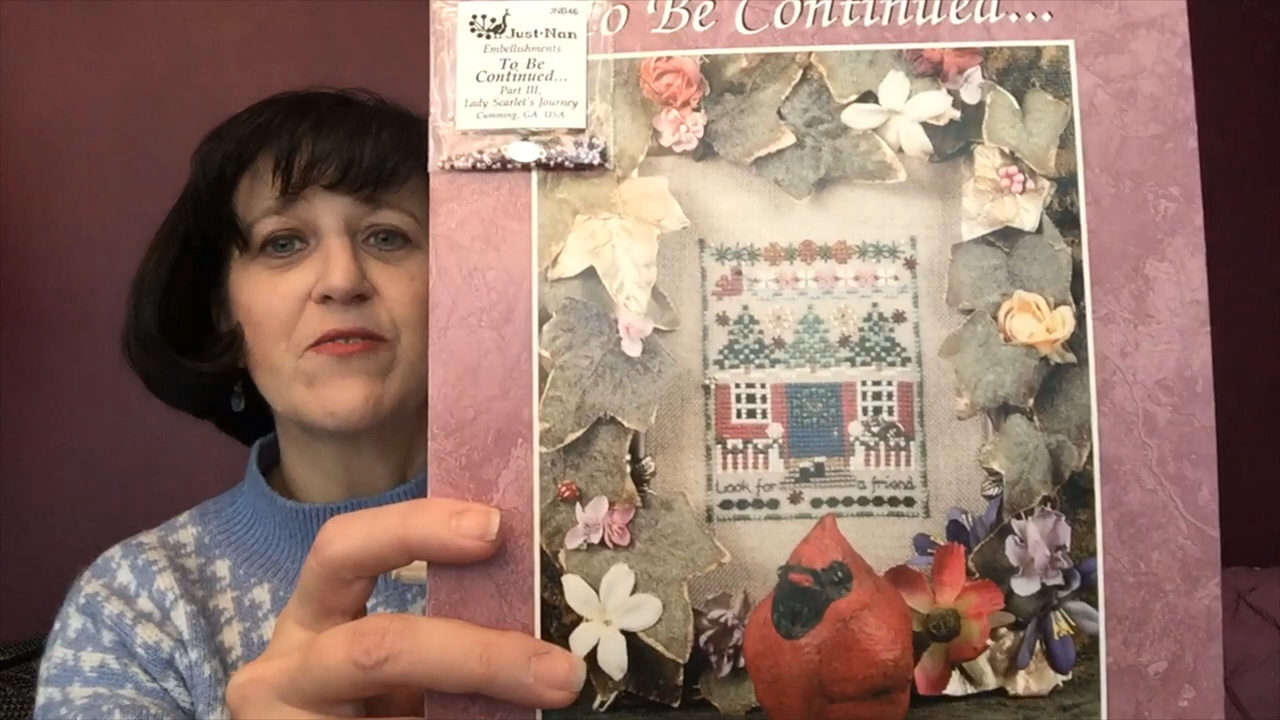 To Be Continued...
JNB46
Just·Nan
Embellishments
To Be
Continued...
Part III,
Lady Scarlet's Journey
Cumming, GA USA
Look for a friend